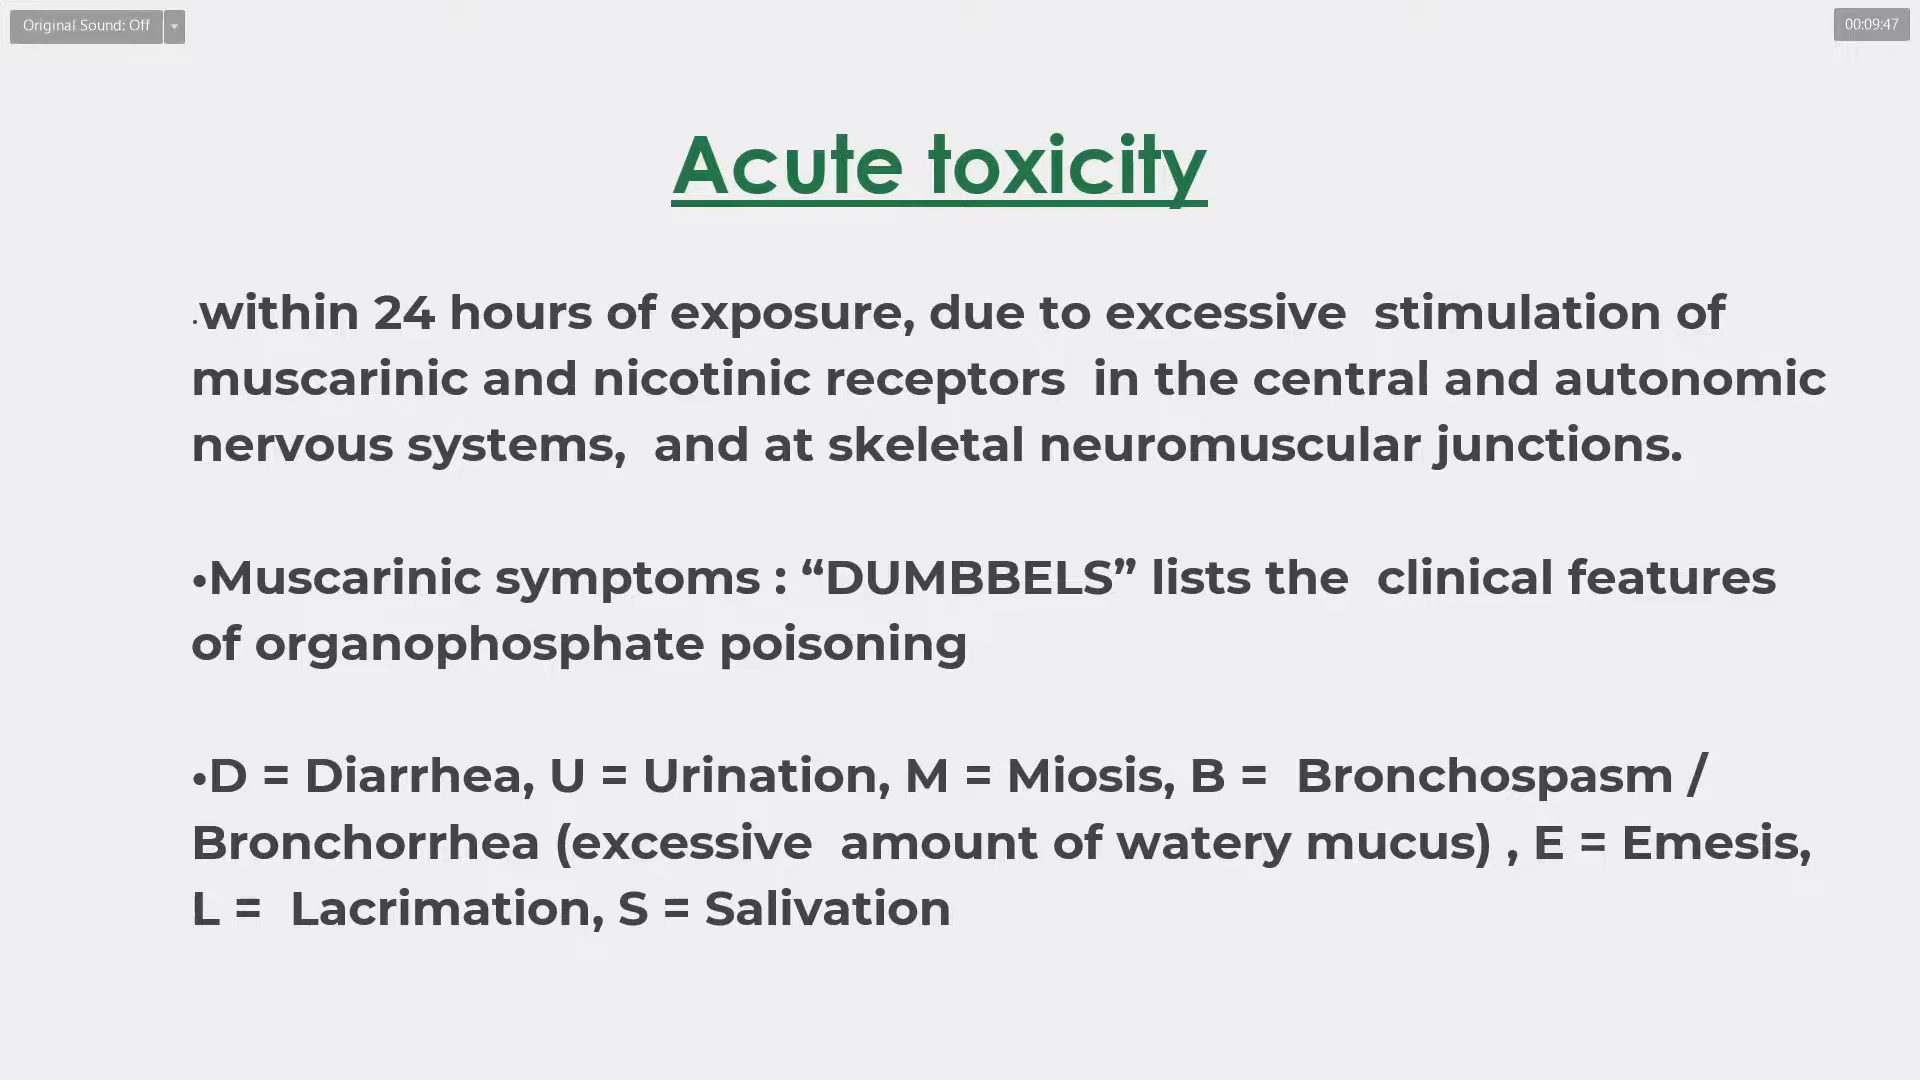 Original Sound: Off
00:09:47
Acute toxicity
.within 24 hours of exposure, due to excessive stimulation of
muscarinic and nicotinic receptors in the central and autonomic
nervous systems, and at skeletal neuromuscular junctions.
•Muscarinic symptoms : “DUMBBELS” lists the clinical features
of organophosphate poisoning
•D = Diarrhea, U = Urination, M = Miosis, B = Bronchospasm /
Bronchorrhea (excessive amount of watery mucus) , E = Emesis,
L = Lacrimation, S = Salivation